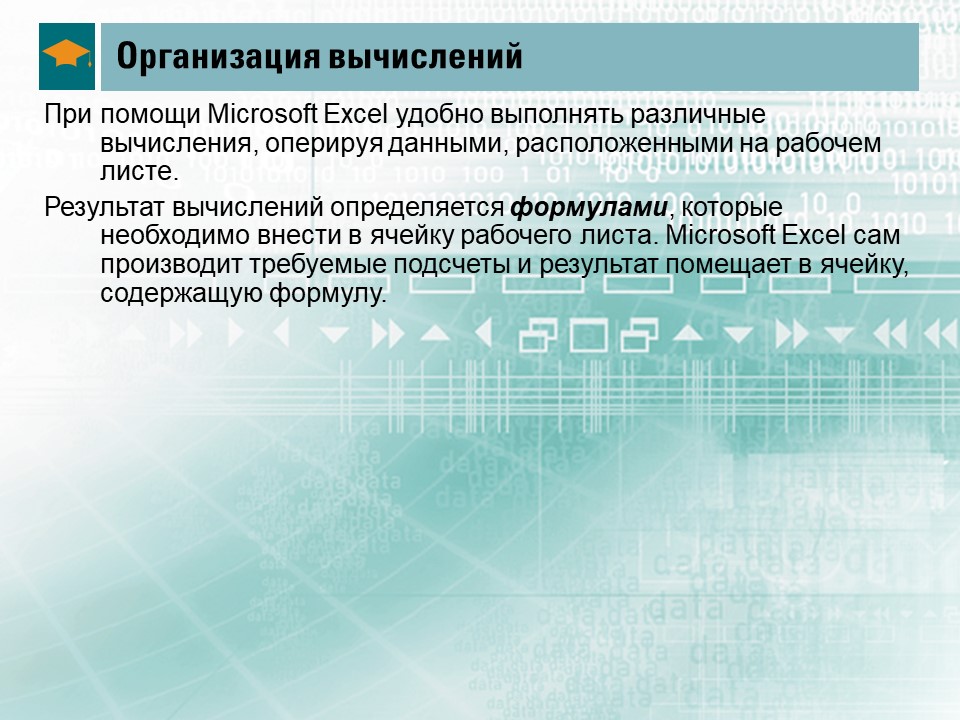 Организация вычислений
При помощи Microsoft Excel удобно выполнять различные
вычисления, оперируя данными, расположенными на рабочем
листе.
Результат вычислений определяется формулами, которые
необходимо внести в ячейку рабочего листа. Microsoft Excel сам
производит требуемые подсчеты и результат помещает в ячейку,
содержащую формулу.